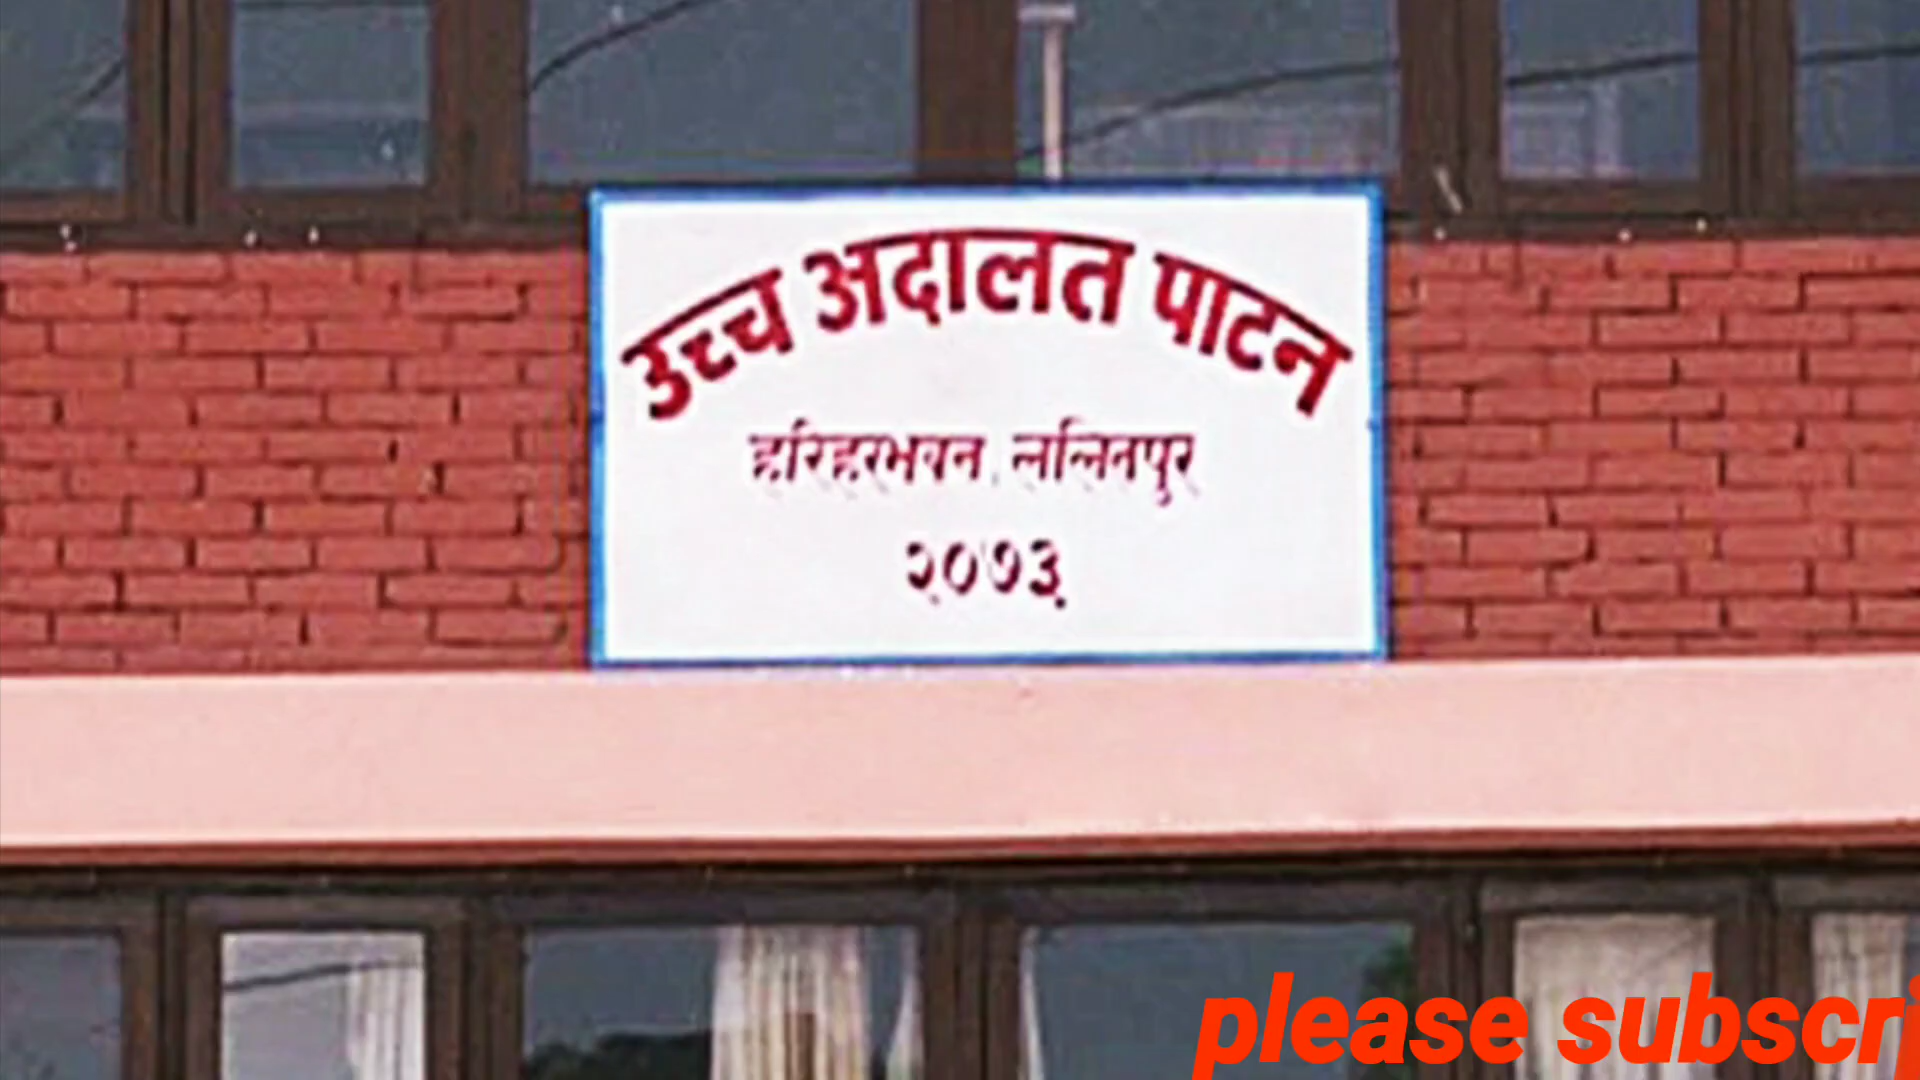 उच्च अदालत पाटन
हरिहरभवन, ललितपुर
२०७३
please subscri